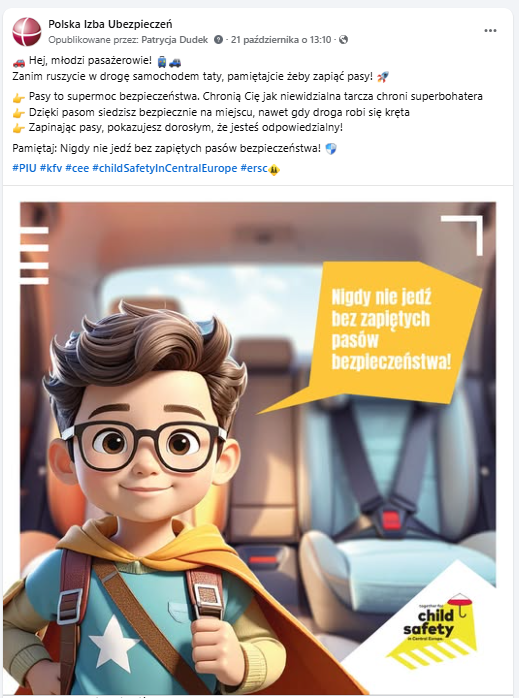 Polska Izba Ubezpieczeń
Opublikowane przez: Patrycja Dudek · 21 października o 13:10 ·
Hej, młodzi pasażerowie!
Zanim ruszycie w drogę samochodem taty, pamiętajcie żeby zapiąć pasy! 🚀
👉 Pasy to supermoc bezpieczeństwa. Chronią Cię jak niewidzialna tarcza chroni superbohatera
👉 Dzięki pasom siedzisz bezpiecznie na miejscu, nawet gdy droga robi się kręta
👉 Zapinając pasy, pokazujesz dorosłym, że jesteś odpowiedzialny!
Pamiętaj: Nigdy nie jedź bez zapiętych pasów bezpieczeństwa! 🛡️
#PIU #kfv #cee #childSafetyInCentralEurope #ersc
Nigdy nie jedź
bez zapiętych
pasów
bezpieczeństwa!
together for
child
safety
in Central Europe